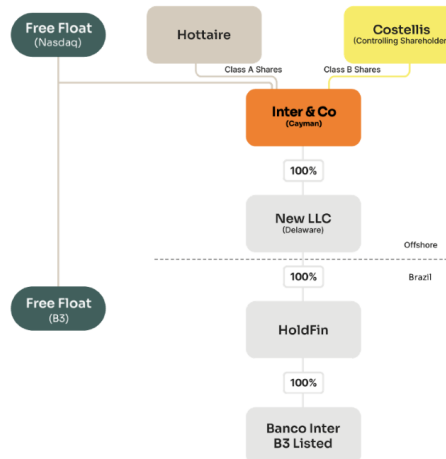 Free Float
(Nasdaq)
Hottaire
Costellis
(Controlling Shareholder
Class A Shares
Class B Shares
Inter & Co
(Cayman)
100%
New LLC
(Delaware)
Offshore
100%
Brazil
Free Float
(B3)
HoldFin
100%
Banco Inter
B3 Listed